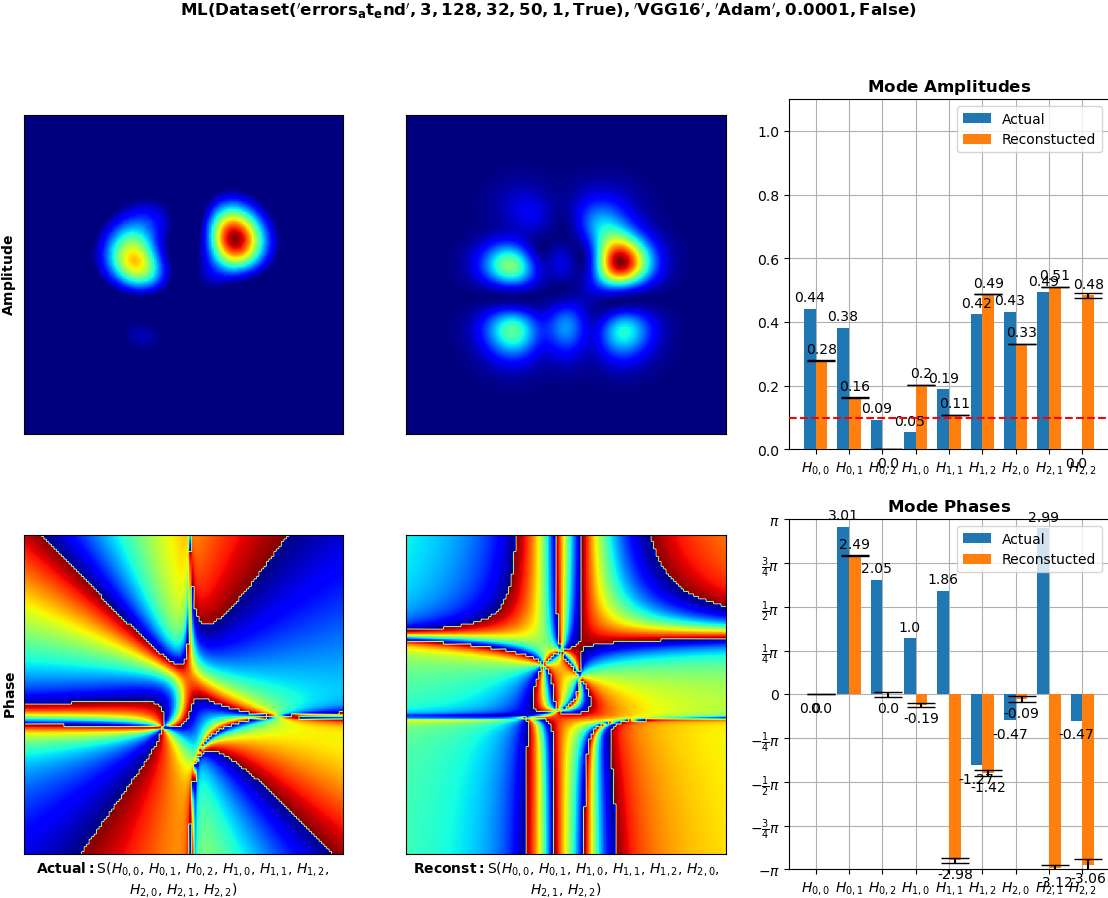 ML(Dataset('errors_at_end', 3, 128, 32, 50, 1, True), 'VGG16', 'Adam', 0.0001, False)
Amplitude
Mode Amplitudes
Actual
Reconstucted
1.0
0.8
0.6
0.4
0.2
0.0
0.44
0.28
0.38
0.16
0.09
0.0
0.05
0.2
0.19
0.11
0.42
0.49
0.43
0.33
0.49
0.51
0.0
0.48
H0,0 H0,1 H0,2 H1,0 H1,1 H1,2 H2,0 H2,1 H2,2
Phase
Mode Phases
Actual
Reconstucted
π
3/4π
1/2π
1/4π
0
−1/4π
−1/2π
−3/4π
−π
0.0
0.0
3.01
2.49
2.05
0.0
1.0
-0.19
1.86
-2.98
-1.27
-1.42
-0.47
-0.09
2.99
-3.12
-0.47
-3.06
H0,0 H0,1 H0,2 H1,0 H1,1 H1,2 H2,0 H2,1 H2,2
Actual: S(H0,0, H0,1, H0,2, H1,0, H1,1, H1,2,
H2,0, H2,1, H2,2)
Reconst: S(H0,0, H0,1, H1,0, H1,1, H1,2, H2,0,
H2,1, H2,2)